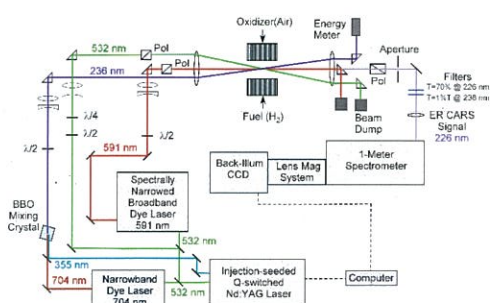 Oxidizer(Air)
Energy
Meter
532 nm
Pol
Aperture
236 nm
Pol
Pol
Filters
T=70% @ 226 nm
T=1%T @ 236 nm
λ/4
λ/2
Fuel (H₂)
Beam
Dump
ER CARS
Signal
226 nm
λ/2
λ/2
591 nm
Back-Illum
CCD
Lens Mag
System
1-Meter
Spectrometer
Spectrally
Narrowed
Broadband
Dye Laser
591 nm
BBO
Mixing
Crystal
532 nm
355 nm
704 nm
Narrowband
Dye Laser
704 nm
532 nm
Injection-seeded
Q-switched
Nd:YAG Laser
Computer